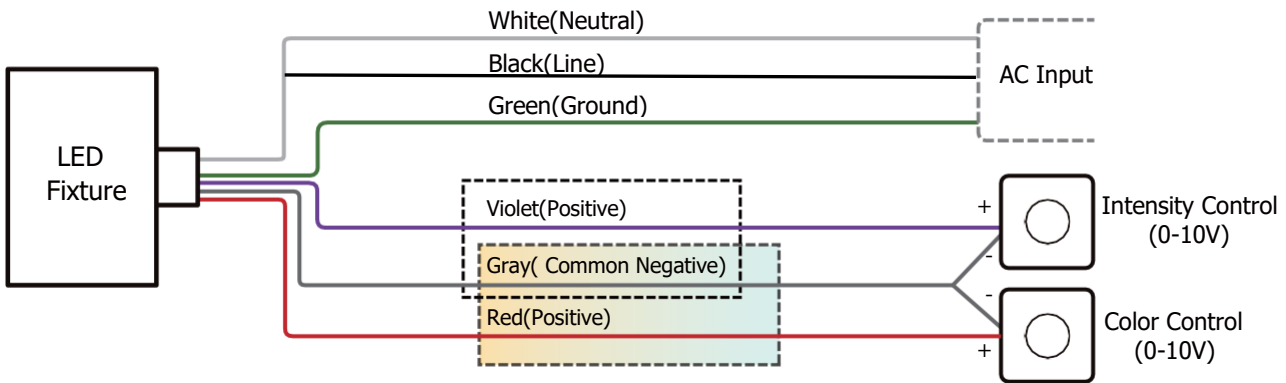 White(Neutral)
Black(Line)
Green(Ground)
AC Input
LED
Fixture
Violet(Positive)
Gray( Common Negative)
Red(Positive)
+
-
Intensity Control
(0-10V)
-
+
Color Control
(0-10V)